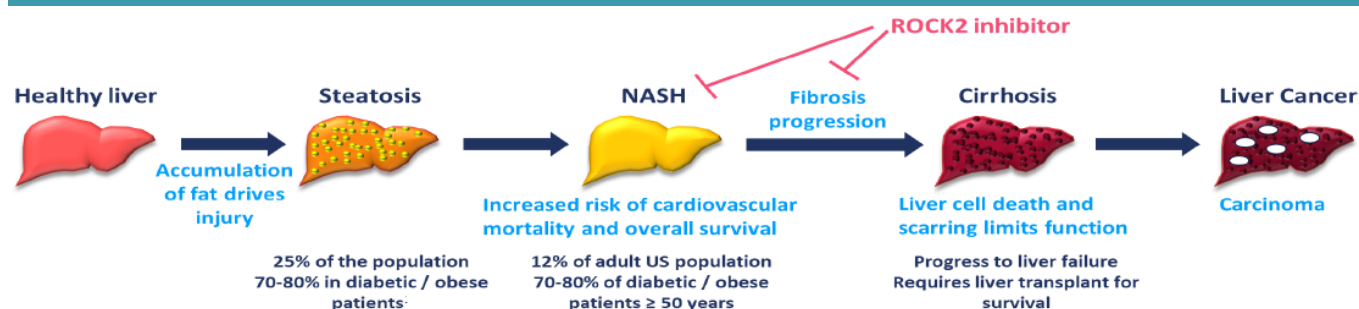 ROCK2 inhibitor
Healthy liver
Steatosis
NASH
Fibrosis
progression
Cirrhosis
Liver Cancer
Accumulation
of fat drives
injury
Increased risk of cardiovascular
mortality and overall survival
Liver cell death and
scarring limits function
Carcinoma
25% of the population
70-80% in diabetic / obese
patients
12% of adult US population
70-80% of diabetic / obese
patients ≥ 50 years
Progress to liver failure
Requires liver transplant for
survival